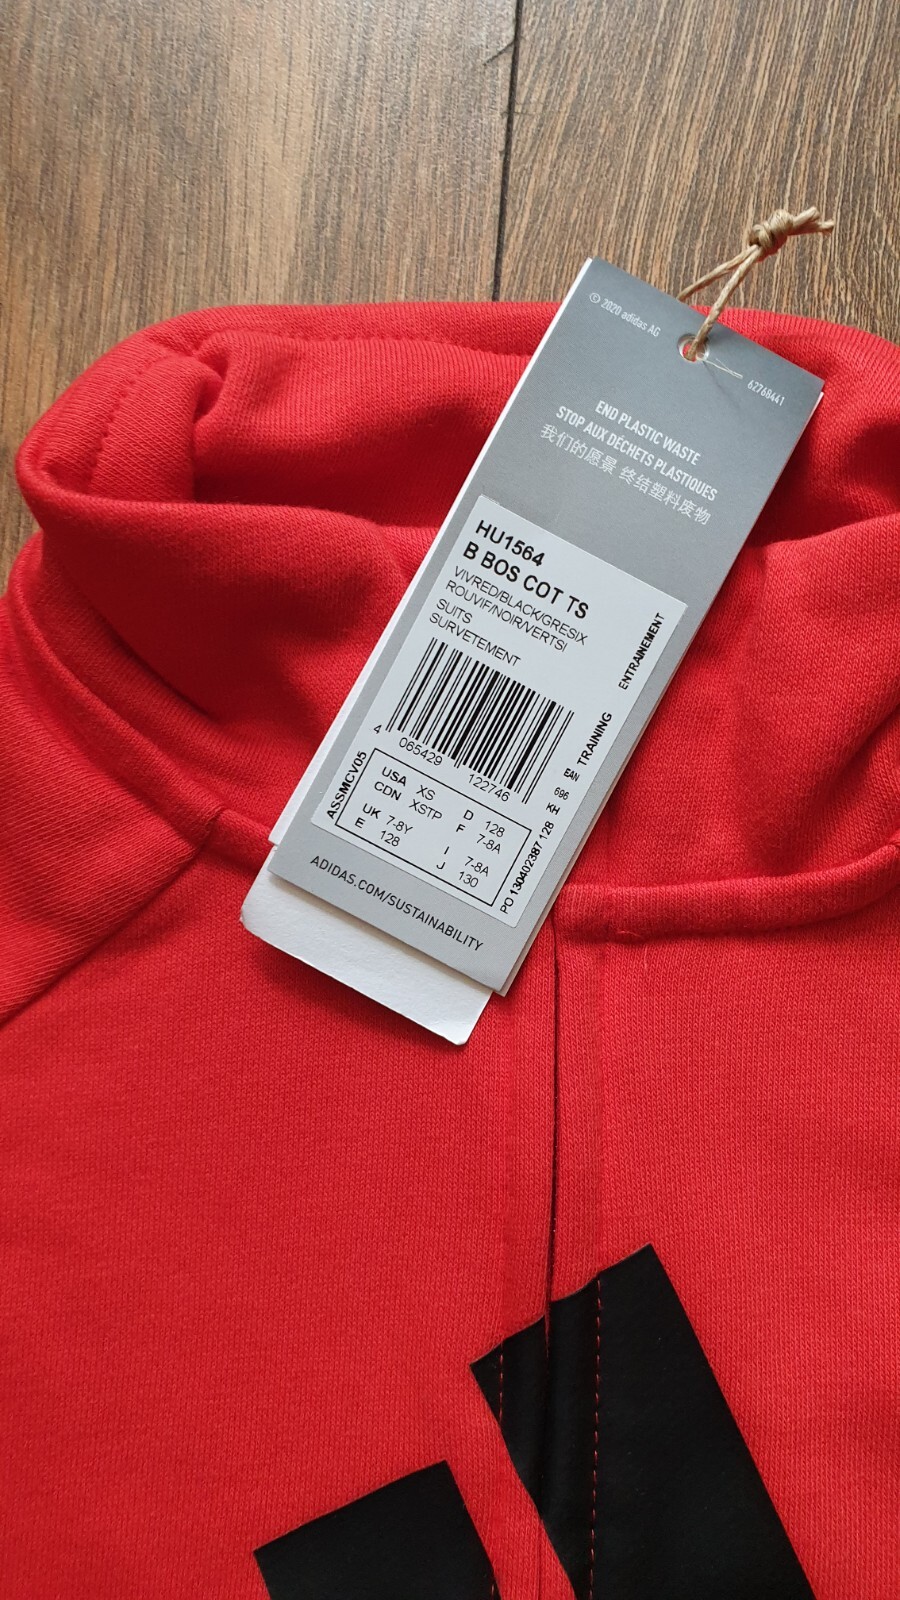 © 2020 adidas AG
62768441
END PLASTIC WASTE
STOP AUX DÉCHETS PLASTIQUES
我们的愿景 终结塑料废物
HU1564
B BOS COT TS
VIVRED/BLACK/GRESIX
ROUVIF/NOIR/VERTSI
SUITS
SURVETEMENT
TRAINING
ENTRAINEMENT
4 065429 122746
EAN
696
KH
ASSMCV05
USA XS D 128
CDN XSTP F 7-8A
UK 7-8Y I 7-8A
E 128 J 130
PO 130402387 128
ADIDAS.COM/SUSTAINABILITY